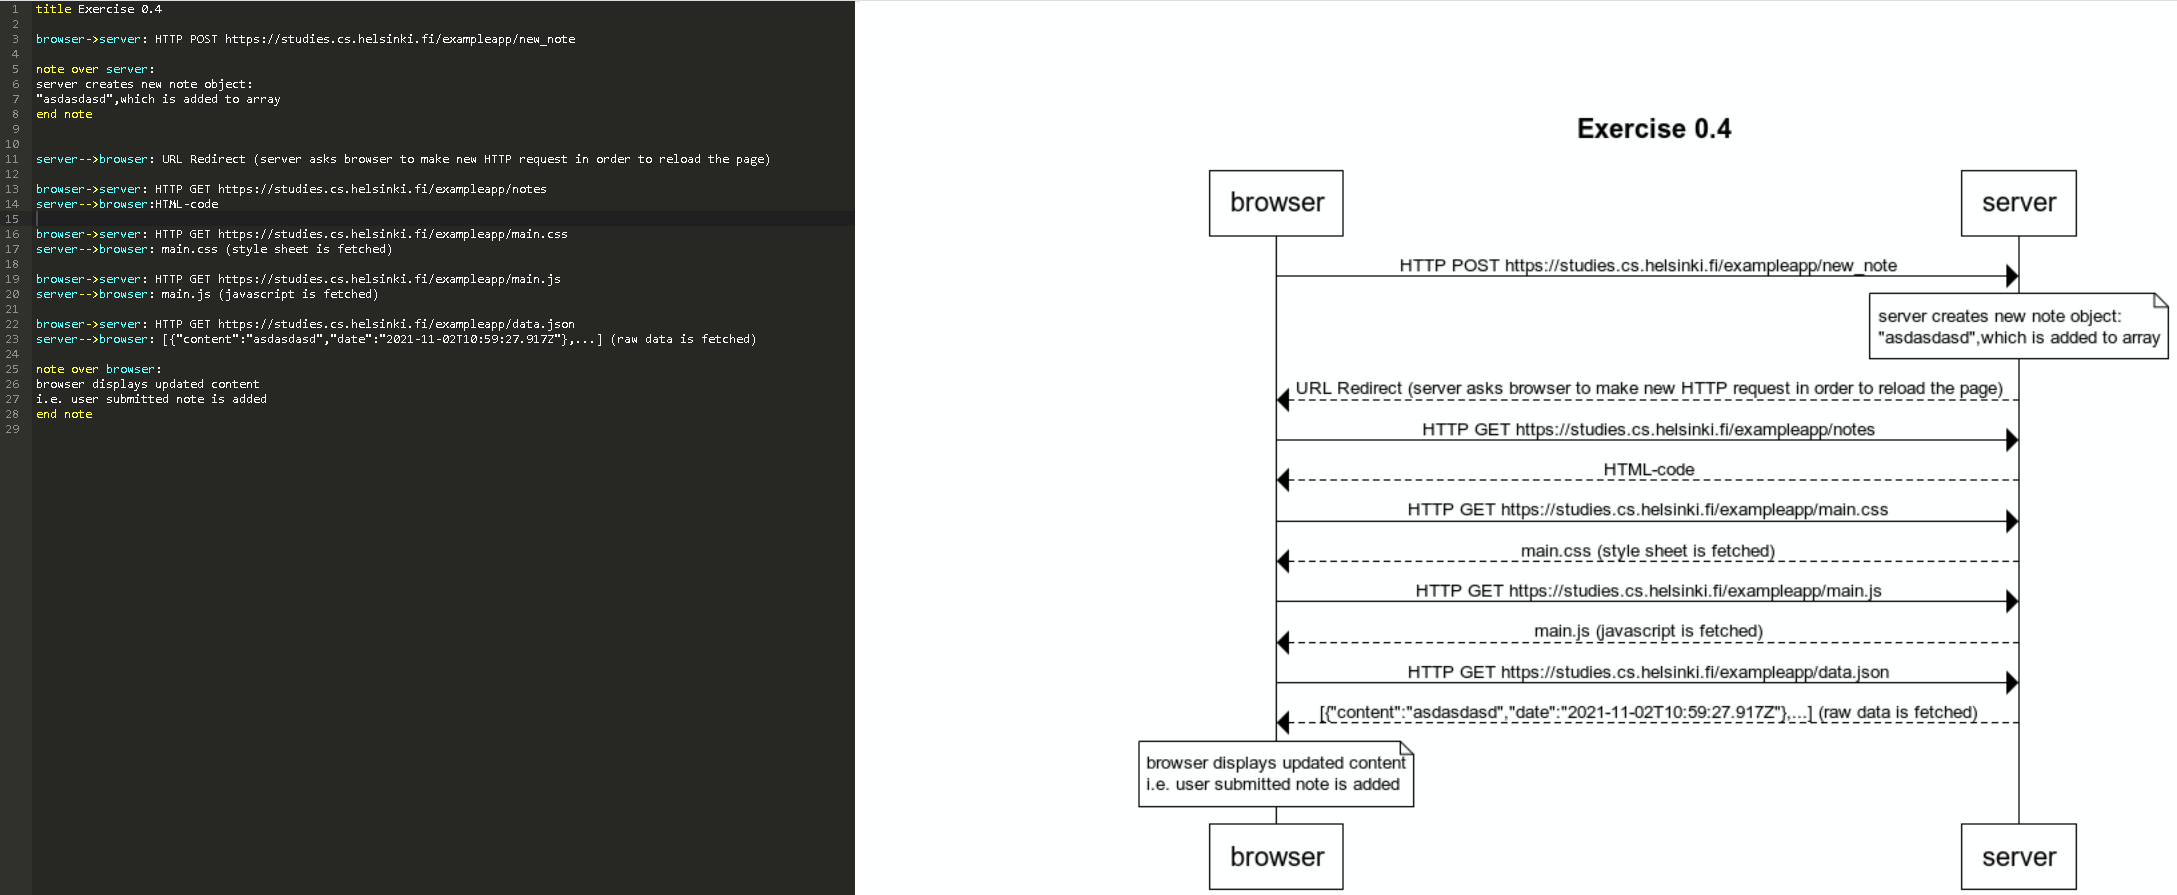 1 title Exercise 0.4
2
3 browser->server: HTTP POST https://studies.cs.helsinki.fi/exampleapp/new_note
4
5 note over server:
6 server creates new note object:
7 "asdasdasd",which is added to array
8 end note
9
10
11 server-->browser: URL Redirect (server asks browser to make new HTTP request in order to reload the page)
12
13 browser->server: HTTP GET https://studies.cs.helsinki.fi/exampleapp/notes
14 server-->browser:HTML-code
15
16 browser->server: HTTP GET https://studies.cs.helsinki.fi/exampleapp/main.css
17 server-->browser: main.css (style sheet is fetched)
18
19 browser->server: HTTP GET https://studies.cs.helsinki.fi/exampleapp/main.js
20 server-->browser: main.js (javascript is fetched)
21
22 browser->server: HTTP GET https://studies.cs.helsinki.fi/exampleapp/data.json
23 server-->browser: [{"content":"asdasdasd","date":"2021-11-02T10:59:27.917Z"},...] (raw data is fetched)
24
25 note over browser:
26 browser displays updated content
27 i.e. user submitted note is added
28 end note
29
Exercise 0.4
browser
server
HTTP POST https://studies.cs.helsinki.fi/exampleapp/new_note
server creates new note object:
"asdasdasd",which is added to array
URL Redirect (server asks browser to make new HTTP request in order to reload the page)
HTTP GET https://studies.cs.helsinki.fi/exampleapp/notes
HTML-code
HTTP GET https://studies.cs.helsinki.fi/exampleapp/main.css
main.css (style sheet is fetched)
HTTP GET https://studies.cs.helsinki.fi/exampleapp/main.js
main.js (javascript is fetched)
HTTP GET https://studies.cs.helsinki.fi/exampleapp/data.json
[{"content":"asdasdasd","date":"2021-11-02T10:59:27.917Z"},...] (raw data is fetched)
browser displays updated content
i.e. user submitted note is added
browser
server